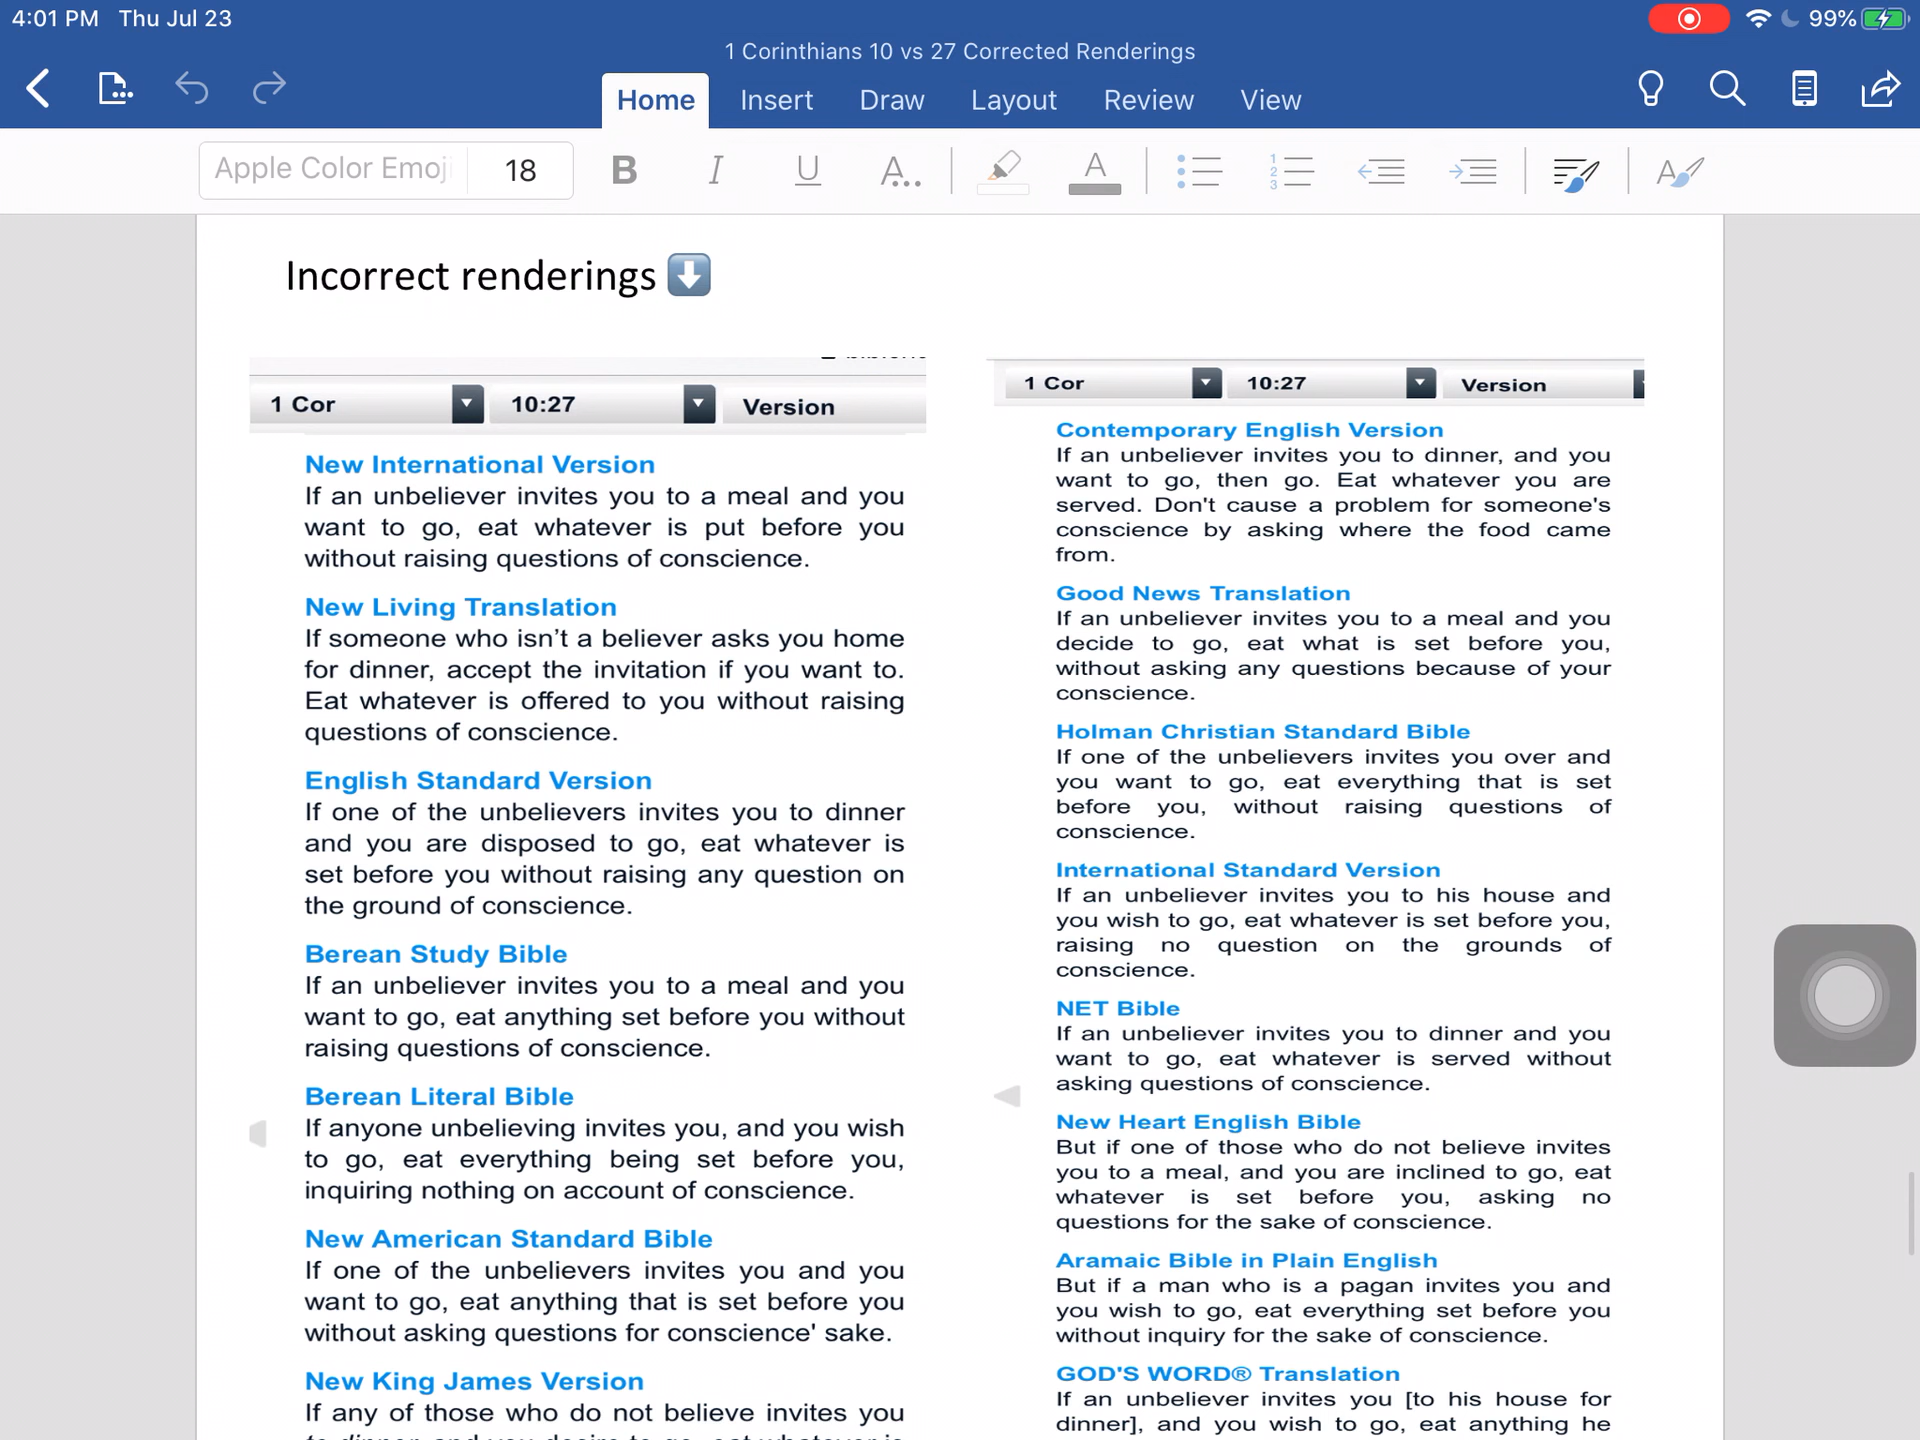 4:01 PM Thu Jul 23
99%
1 Corinthians 10 vs 27 Corrected Renderings
Home Insert Draw Layout Review View
Apple Color Emoj 18 B I U A..
Incorrect renderings ⬇️
1 Cor 10:27 Version
New International Version
If an unbeliever invites you to a meal and you
want to go, eat whatever is put before you
without raising questions of conscience.
New Living Translation
If someone who isn’t a believer asks you home
for dinner, accept the invitation if you want to.
Eat whatever is offered to you without raising
questions of conscience.
English Standard Version
If one of the unbelievers invites you to dinner
and you are disposed to go, eat whatever is
set before you without raising any question on
the ground of conscience.
Berean Study Bible
If an unbeliever invites you to a meal and you
want to go, eat anything set before you without
raising questions of conscience.
Berean Literal Bible
If anyone unbelieving invites you, and you wish
to go, eat everything being set before you,
inquiring nothing on account of conscience.
New American Standard Bible
If one of the unbelievers invites you and you
want to go, eat anything that is set before you
without asking questions for conscience' sake.
New King James Version
If any of those who do not believe invites you
1 Cor 10:27 Version
Contemporary English Version
If an unbeliever invites you to dinner, and you
want to go, then go. Eat whatever you are
served. Don't cause a problem for someone's
conscience by asking where the food came
from.
Good News Translation
If an unbeliever invites you to a meal and you
decide to go, eat what is set before you,
without asking any questions because of your
conscience.
Holman Christian Standard Bible
If one of the unbelievers invites you over and
you want to go, eat everything that is set
before you, without raising questions of
conscience.
International Standard Version
If an unbeliever invites you to his house and
you wish to go, eat whatever is set before you,
raising no question on the grounds of
conscience.
NET Bible
If an unbeliever invites you to dinner and you
want to go, eat whatever is served without
asking questions of conscience.
New Heart English Bible
But if one of those who do not believe invites
you to a meal, and you are inclined to go, eat
whatever is set before you, asking no
questions for the sake of conscience.
Aramaic Bible in Plain English
But if a man who is a pagan invites you and
you wish to go, eat everything set before you
without inquiry for the sake of conscience.
GOD'S WORD® Translation
If an unbeliever invites you [to his house for
dinner], and you wish to go, eat anything he